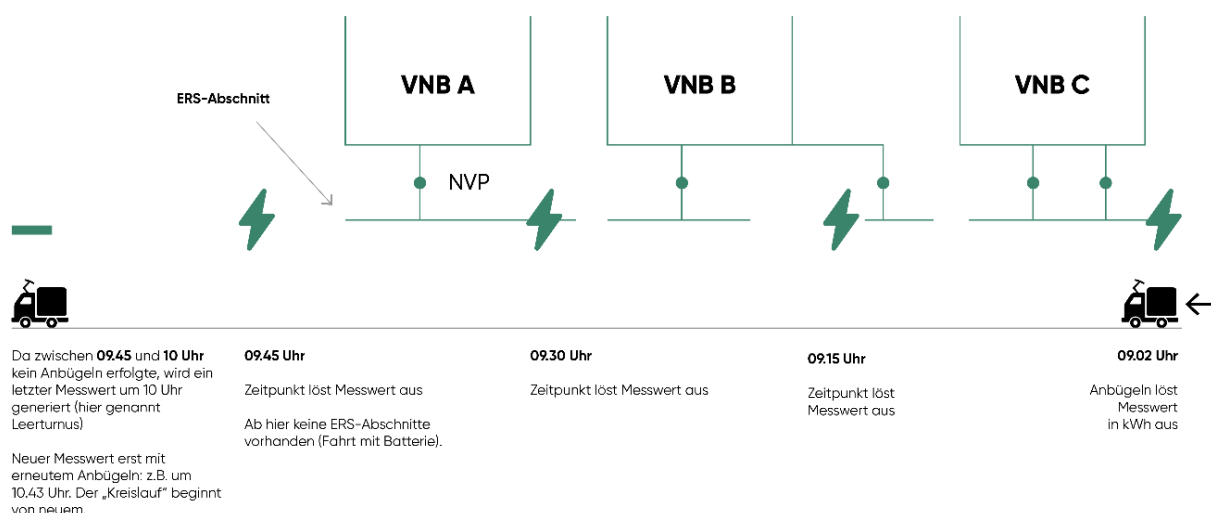 VNB A
VNB B
VNB C
ERS-Abschnitt
NVP
Da zwischen 09.45 und 10 Uhr
kein Anbügeln erfolgte, wird ein
letzter Messwert um 10 Uhr
generiert (hier genannt
Leerturnus)
Neuer Messwert erst mit
erneutem Anbügeln: z.B. um
10.43 Uhr. Der „Kreislauf“ beginnt
von neuem.
09.45 Uhr
Zeitpunkt löst Messwert aus
Ab hier keine ERS-Abschnitte
vorhanden (Fahrt mit Batterie).
09.30 Uhr
Zeitpunkt löst Messwert aus
09.15 Uhr
Zeitpunkt löst
Messwert aus
09.02 Uhr
Anbügeln löst
Messwert
in kWh aus